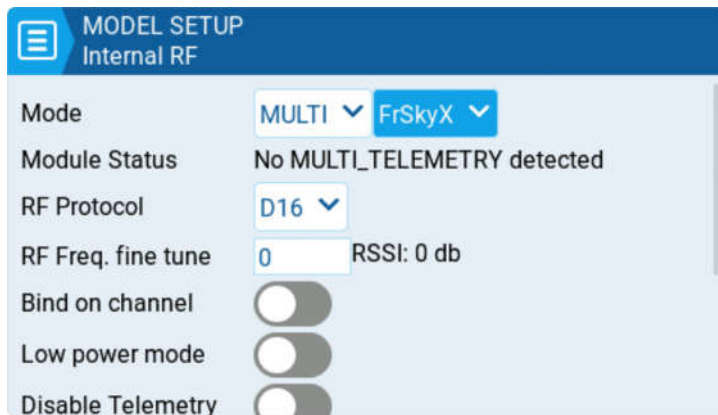 MODEL SETUP
Internal RF
Mode MULTI FrSkyX
Module Status No MULTI_TELEMETRY detected
RF Protocol D16
RF Freq. fine tune 0 RSSI: 0 db
Bind on channel
Low power mode
Disable Telemetry